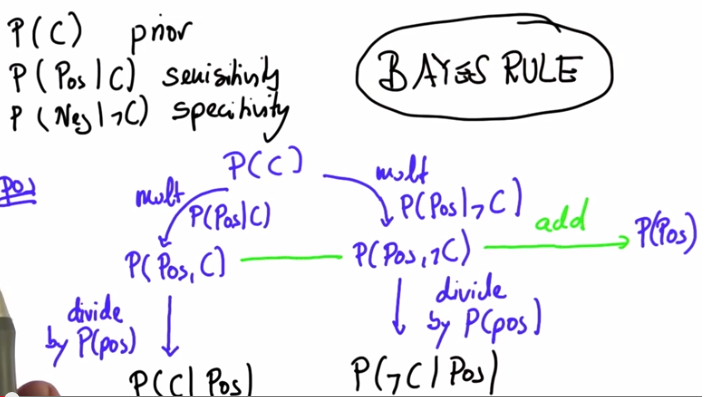 P(C) prior
P(Pos|C) sensitivity
P(Neg|¬C) specitivity
BAYES RULE
Pos
P(C)
mult
P(Pos|C)
mult
P(Pos|¬C)
P(Pos,C)
P(Pos,¬C)
add
P(Pos)
divide
by P(pos)
divide
by P(pos)
P(C|Pos)
P(¬C|Pos)